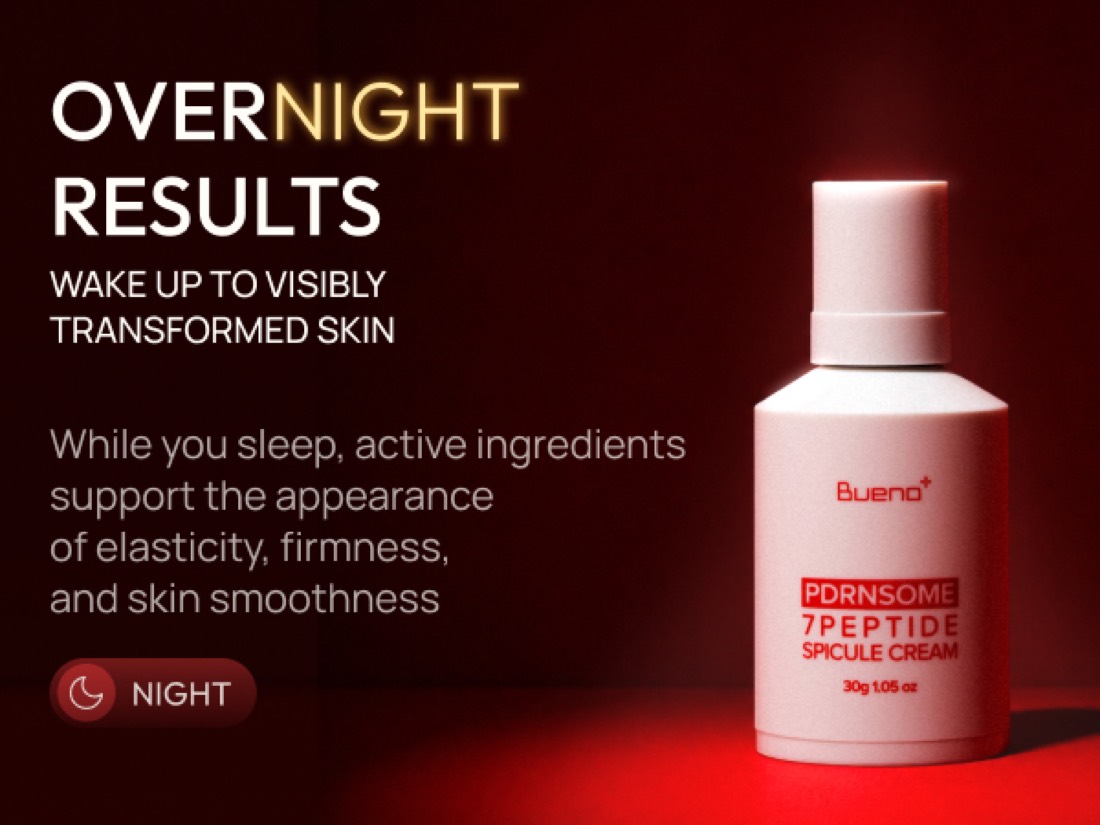 OVERNIGHT
RESULTS
WAKE UP TO VISIBLY
TRANSFORMED SKIN
While you sleep, active ingredients
support the appearance
of elasticity, firmness,
and skin smoothness
NIGHT
Bueno+
PDRNSOME
7PEPTIDE
SPICULE CREAM
30g 1.05 oz